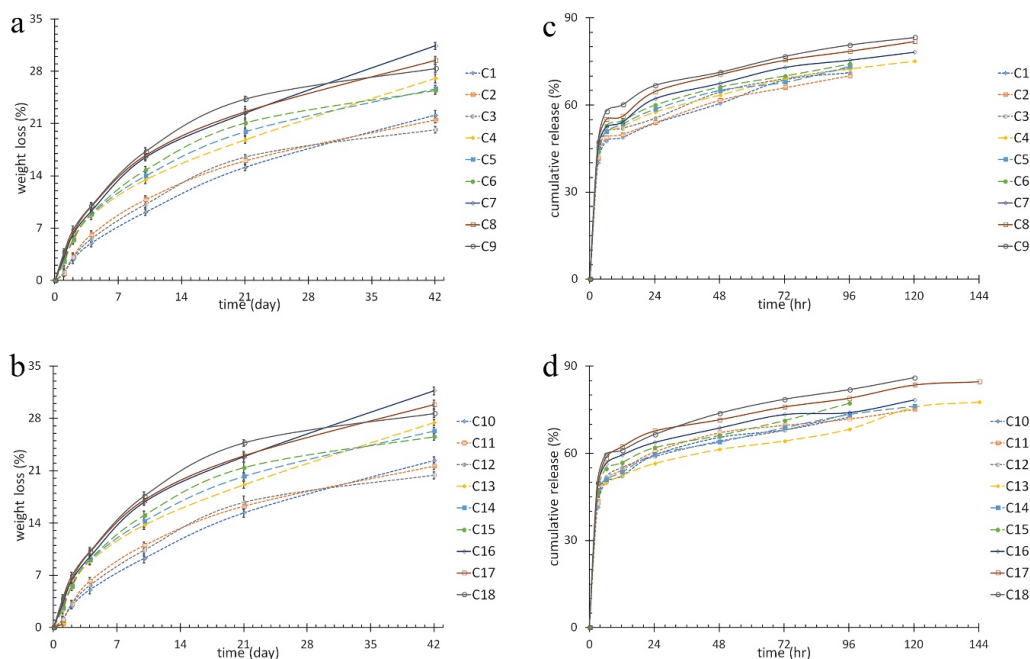 a
weight loss (%)
35
28
21
14
7
0
0 7 14 21 28 35 42
time (day)
C1
C2
C3
C4
C5
C6
C7
C8
C9
c
cumulative release (%)
90
60
30
0
0 24 48 72 96 120 144
time (hr)
C1
C2
C3
C4
C5
C6
C7
C8
C9
b
weight loss (%)
35
28
21
14
7
0
0 7 14 21 28 35 42
time (day)
C10
C11
C12
C13
C14
C15
C16
C17
C18
d
cumulative release (%)
90
60
30
0
0 24 48 72 96 120 144
time (hr)
C10
C11
C12
C13
C14
C15
C16
C17
C18